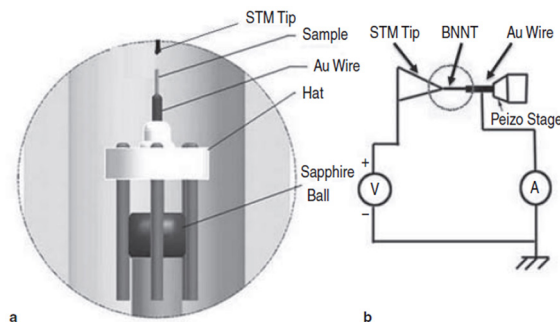 STM Tip
Sample
Au Wire
Hat
Sapphire
Ball
a
STM Tip BNNT Au Wire
Peizo Stage
+
V
−
A
b